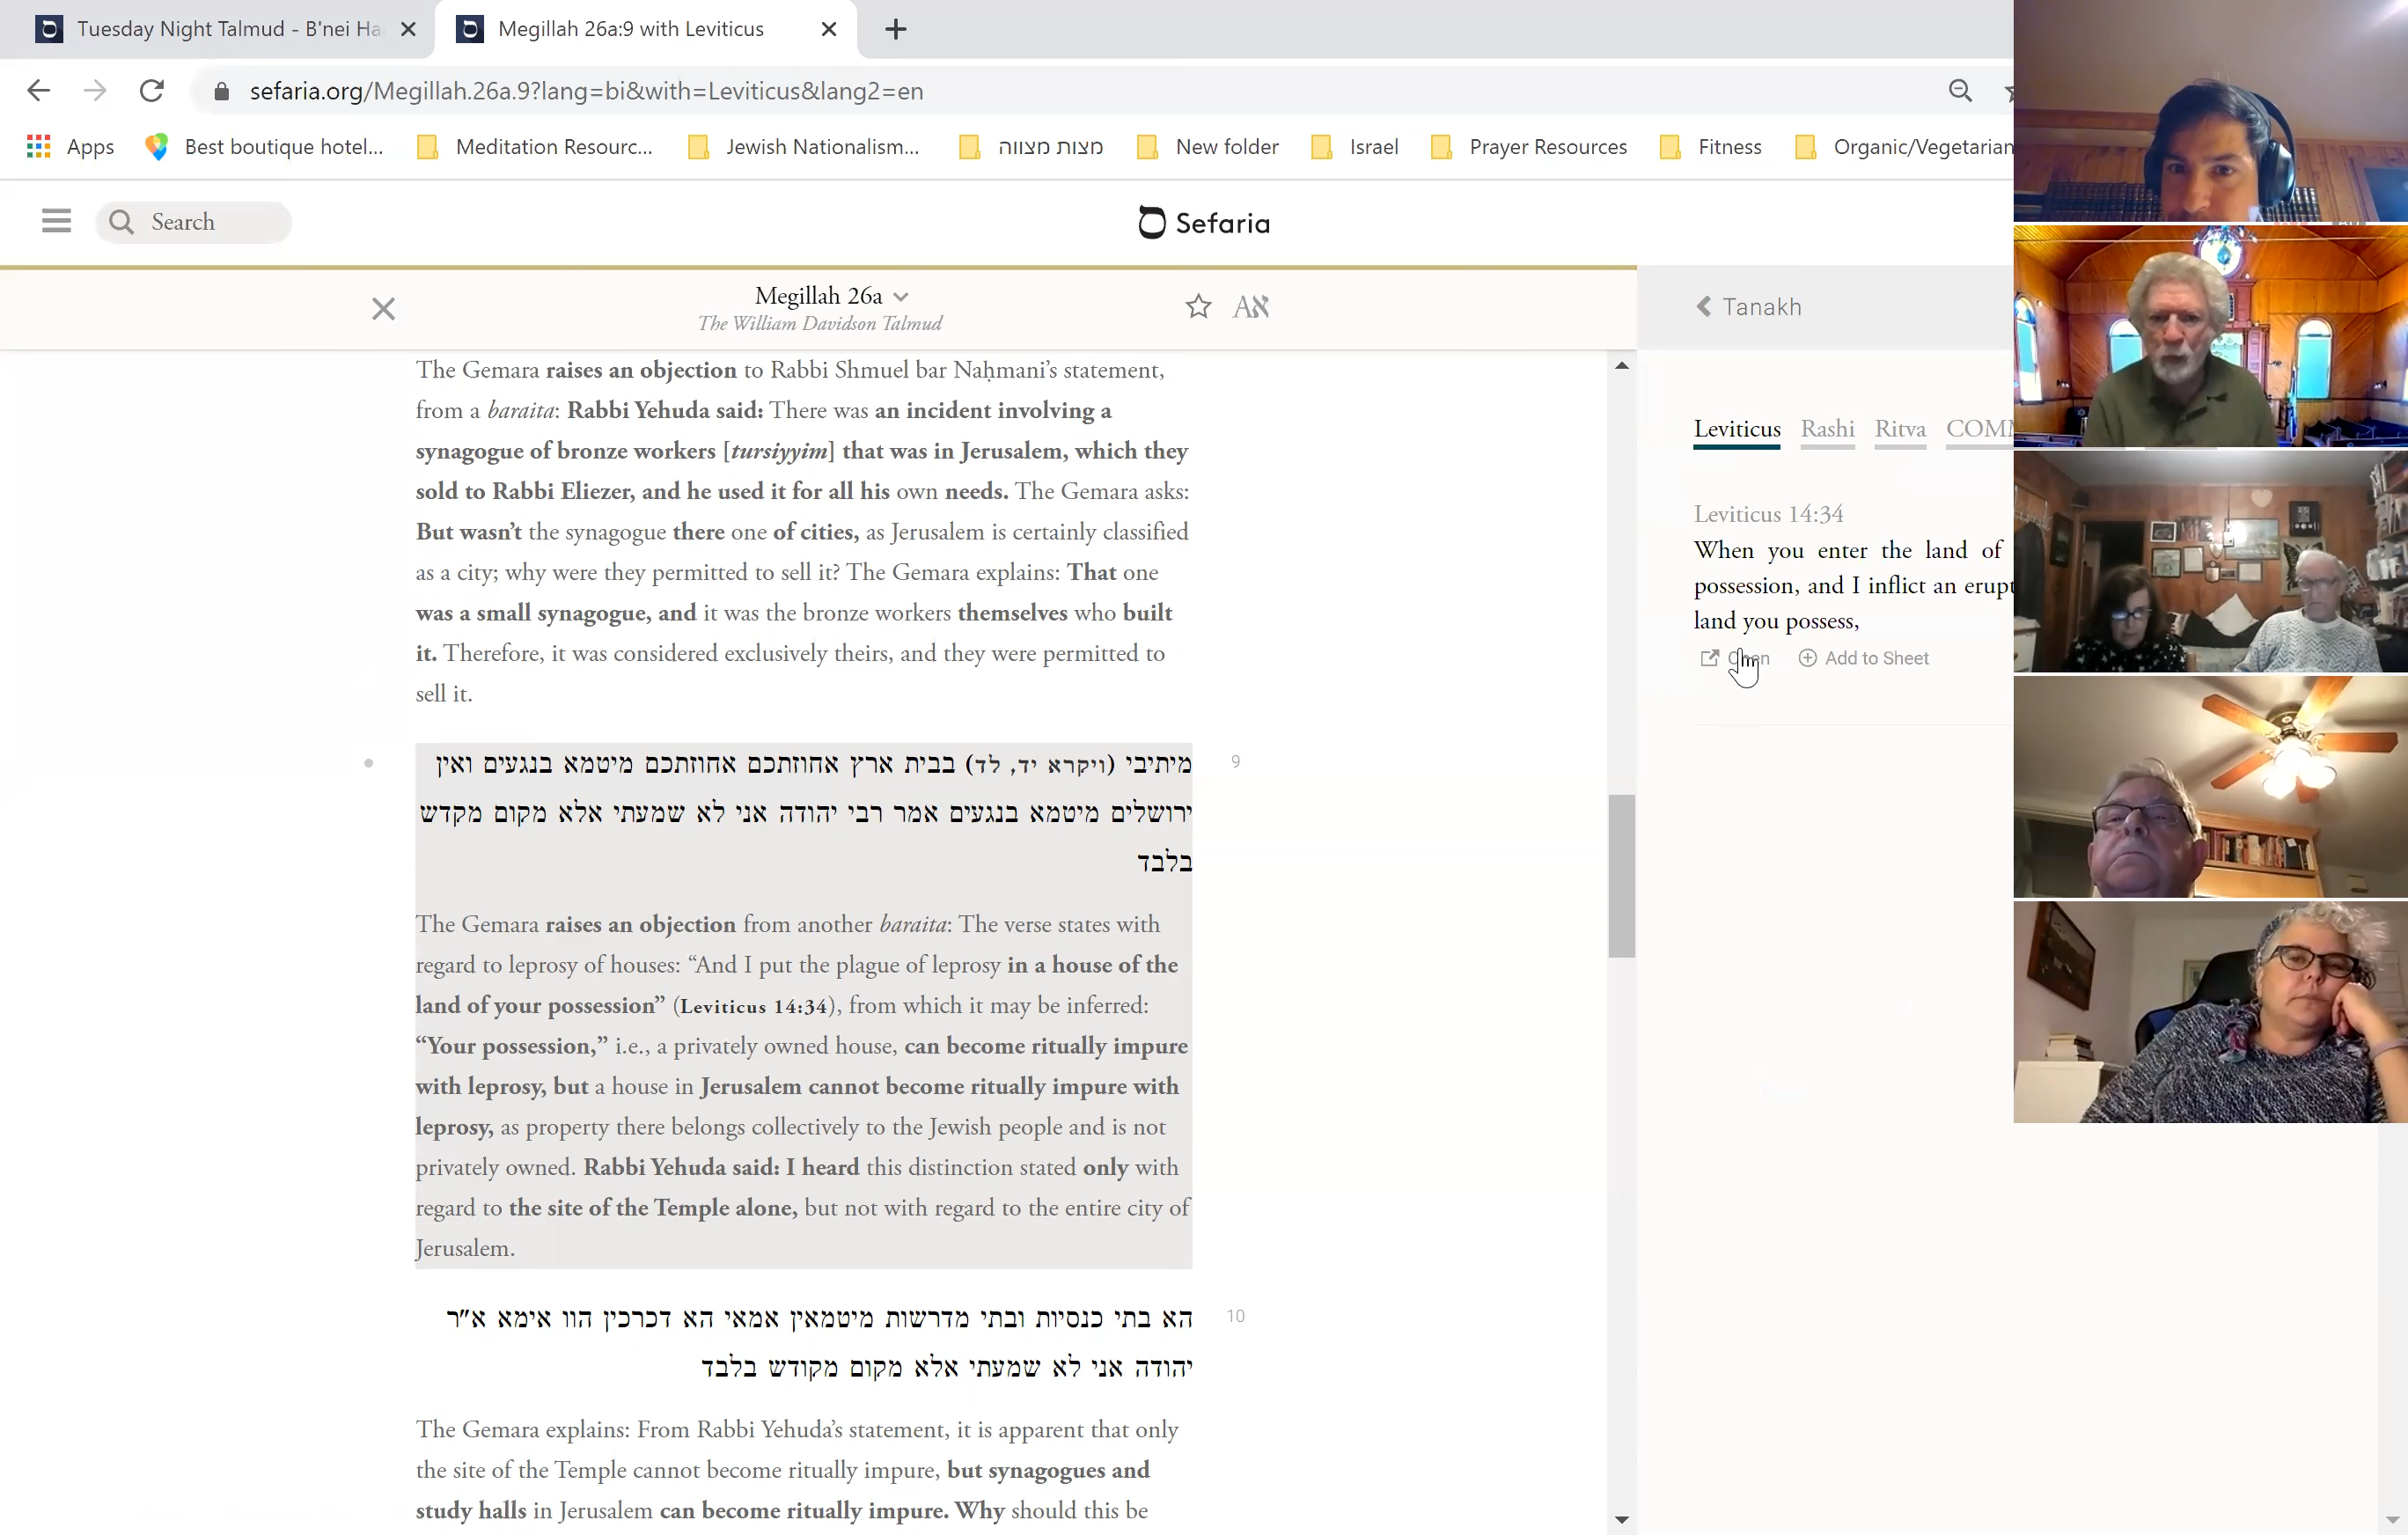 Tuesday Night Talmud - B'nei Ha
Megillah 26a:9 with Leviticus
sefaria.org/Megillah.26a.9?lang=bi&with=Leviticus&lang2=en
Apps
Best boutique hotel...
Meditation Resourc...
Jewish Nationalism...
מצות מצווה
New folder
Israel
Prayer Resources
Fitness
Organic/Vegetarian
Search
Sefaria
Megillah 26a
The William Davidson Talmud
Aא
The Gemara raises an objection to Rabbi Shmuel bar Naḥmani’s statement,
from a baraita: Rabbi Yehuda said: There was an incident involving a
synagogue of bronze workers [tursiyyim] that was in Jerusalem, which they
sold to Rabbi Eliezer, and he used it for all his own needs. The Gemara asks:
But wasn’t the synagogue there one of cities, as Jerusalem is certainly classified
as a city; why were they permitted to sell it? The Gemara explains: That one
was a small synagogue, and it was the bronze workers themselves who built
it. Therefore, it was considered exclusively theirs, and they were permitted to
sell it.
9
מיתיבי (ויקרא יד, לד) בבית ארץ אחוזתכם אחוזתכם מיטמא בנגעים ואין
ירושלים מיטמא בנגעים אמר רבי יהודה אני לא שמעתי אלא מקום מקדש
בלבד
The Gemara raises an objection from another baraita: The verse states with
regard to leprosy of houses: “And I put the plague of leprosy in a house of the
land of your possession” (Leviticus 14:34), from which it may be inferred:
“Your possession,” i.e., a privately owned house, can become ritually impure
with leprosy, but a house in Jerusalem cannot become ritually impure with
leprosy, as property there belongs collectively to the Jewish people and is not
privately owned. Rabbi Yehuda said: I heard this distinction stated only with
regard to the site of the Temple alone, but not with regard to the entire city of
Jerusalem.
10
הא בתי כנסיות ובתי מדרשות מיטמאין אמאי הא דכרכין הוו אימא א״ר
יהודה אני לא שמעתי אלא מקום מקודש בלבד
The Gemara explains: From Rabbi Yehuda’s statement, it is apparent that only
the site of the Temple cannot become ritually impure, but synagogues and
study halls in Jerusalem can become ritually impure. Why should this be
Tanakh
Leviticus Rashi Ritva COMM
Leviticus 14:34
When you enter the land of
possession, and I inflict an erupt
land you possess,
Open
Add to Sheet